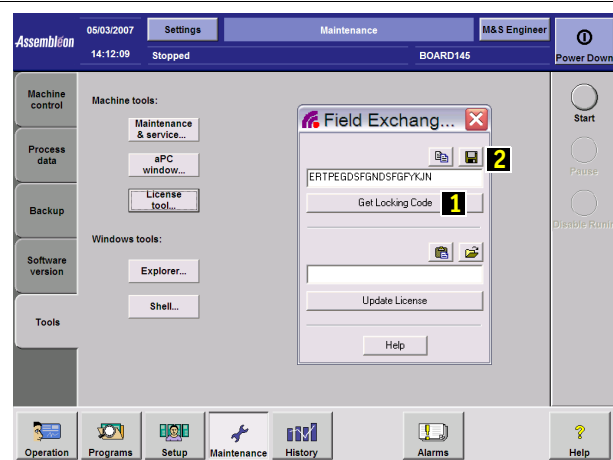 Assembléon
05/03/2007
Settings
Maintenance
M&S Engineer
14:12:09
Stopped
BOARD145
Power Down
Machine
control
Process
data
Backup
Software
version
Tools
Machine tools:
Maintenance
& service...
aPC
window...
License
tool...
Windows tools:
Explorer...
Shell...
Field Exchang...
2
ERTPEGDSFGNDSFGFYKJN
Get Locking Code
1
Update License
Help
Start
Pause
Disable Runni
Operation
Programs
Setup
Maintenance
History
Alarms
Help